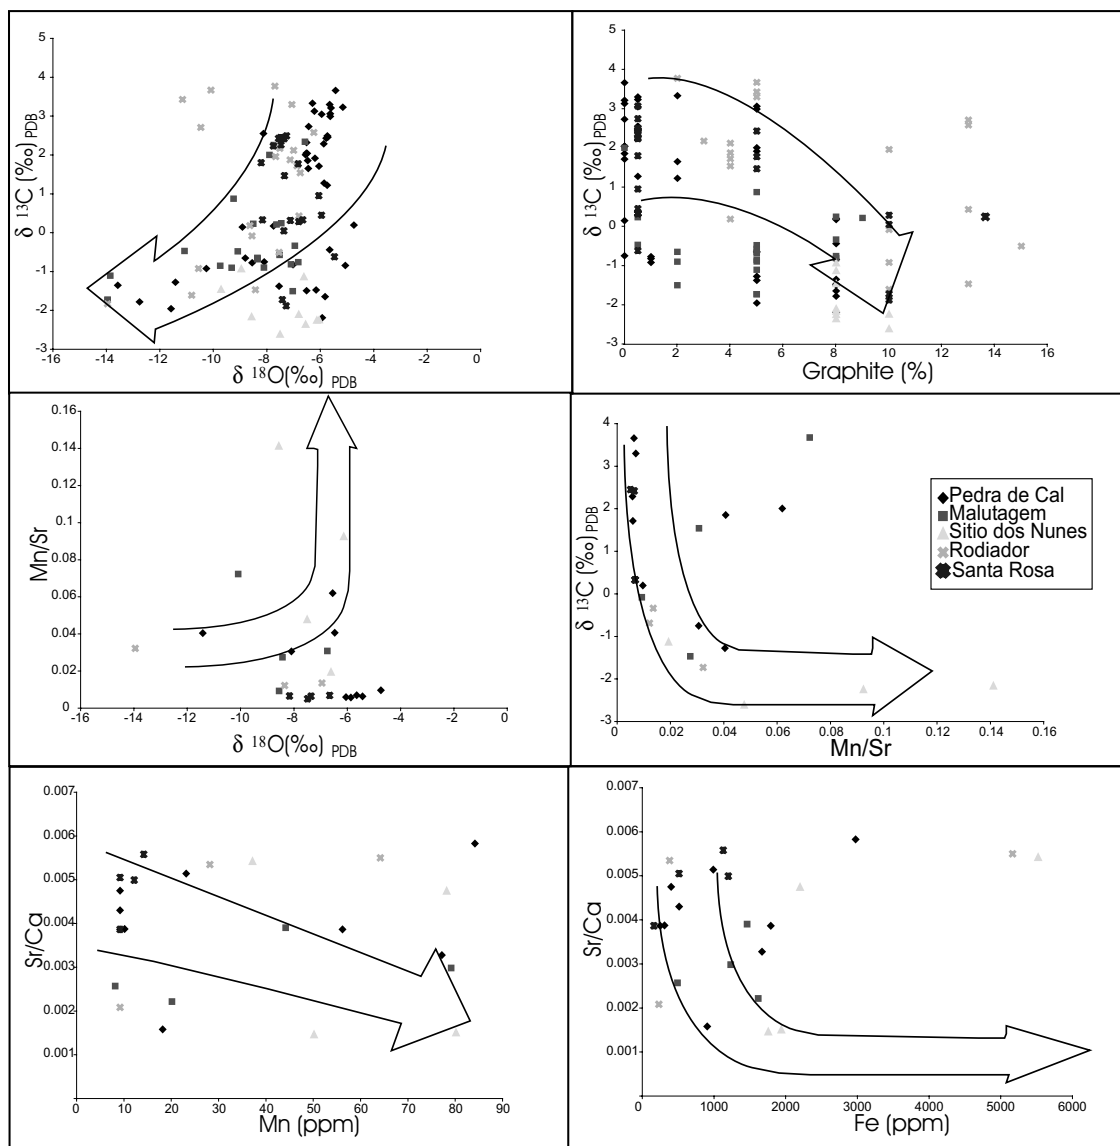 5
4
3
2
1
0
-1
-2
-3
-16 -14 -12 -10 -8 -6 -4 -2 0
δ 13C (‰) PDB
δ 18O(‰) PDB
5
4
3
2
1
0
-1
-2
-3
0 2 4 6 8 10 12 14 16
δ 13C (‰) PDB
Graphite (%)
0.16
0.14
0.12
0.1
0.08
0.06
0.04
0.02
0
-16 -14 -12 -10 -8 -6 -4 -2 0
Mn/Sr
δ 18O(‰) PDB
4
3
2
1
0
-1
-2
-3
0 0.02 0.04 0.06 0.08 0.10 0.12 0.14 0.16
δ 13C (‰) PDB
Mn/Sr
Pedra de Cal
Malutagem
Sitio dos Nunes
Rodiador
Santa Rosa
0.007
0.006
0.005
0.004
0.003
0.002
0.001
0 10 20 30 40 50 60 70 80 90
Sr/Ca
Mn (ppm)
0.007
0.006
0.005
0.004
0.003
0.002
0.001
0
0 1000 2000 3000 4000 5000 6000
Sr/Ca
Fe (ppm)